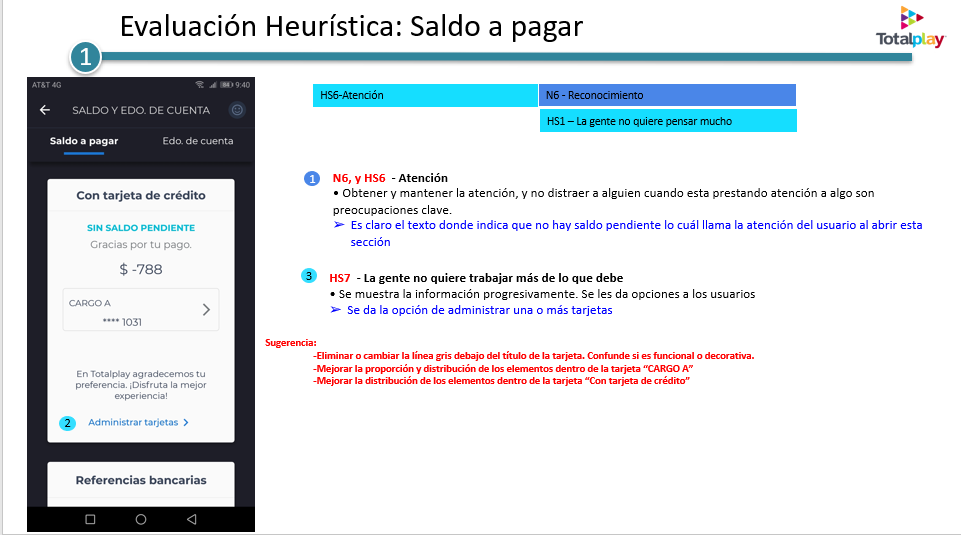 Evaluación Heurística: Saldo a pagar
Totalplay
1
AT&T 4G
9:40
SALDO Y EDO. DE CUENTA
Saldo a pagar
Edo. de cuenta
Con tarjeta de crédito
SIN SALDO PENDIENTE
Gracias por tu pago.
$ -788
CARGO A
**** 1031
En Totalplay agradecemos tu
preferencia. ¡Disfruta la mejor
experiencia!
2
Administrar tarjetas
Referencias bancarias
HS6-Atención
N6 - Reconocimiento
HS1 – La gente no quiere pensar mucho
1
N6, y HS6 - Atención
• Obtener y mantener la atención, y no distraer a alguien cuando esta prestando atención a algo son
preocupaciones clave.
➢ Es claro el texto donde indica que no hay saldo pendiente lo cuál llama la atención del usuario al abrir esta
sección
3
HS7 - La gente no quiere trabajar más de lo que debe
• Se muestra la información progresivamente. Se les da opciones a los usuarios
➢ Se da la opción de administrar una o más tarjetas
Sugerencia:
-Eliminar o cambiar la línea gris debajo del título de la tarjeta. Confunde si es funcional o decorativa.
-Mejorar la proporción y distribución de los elementos dentro de la tarjeta “CARGO A”
-Mejorar la distribución de los elementos dentro de la tarjeta “Con tarjeta de crédito”